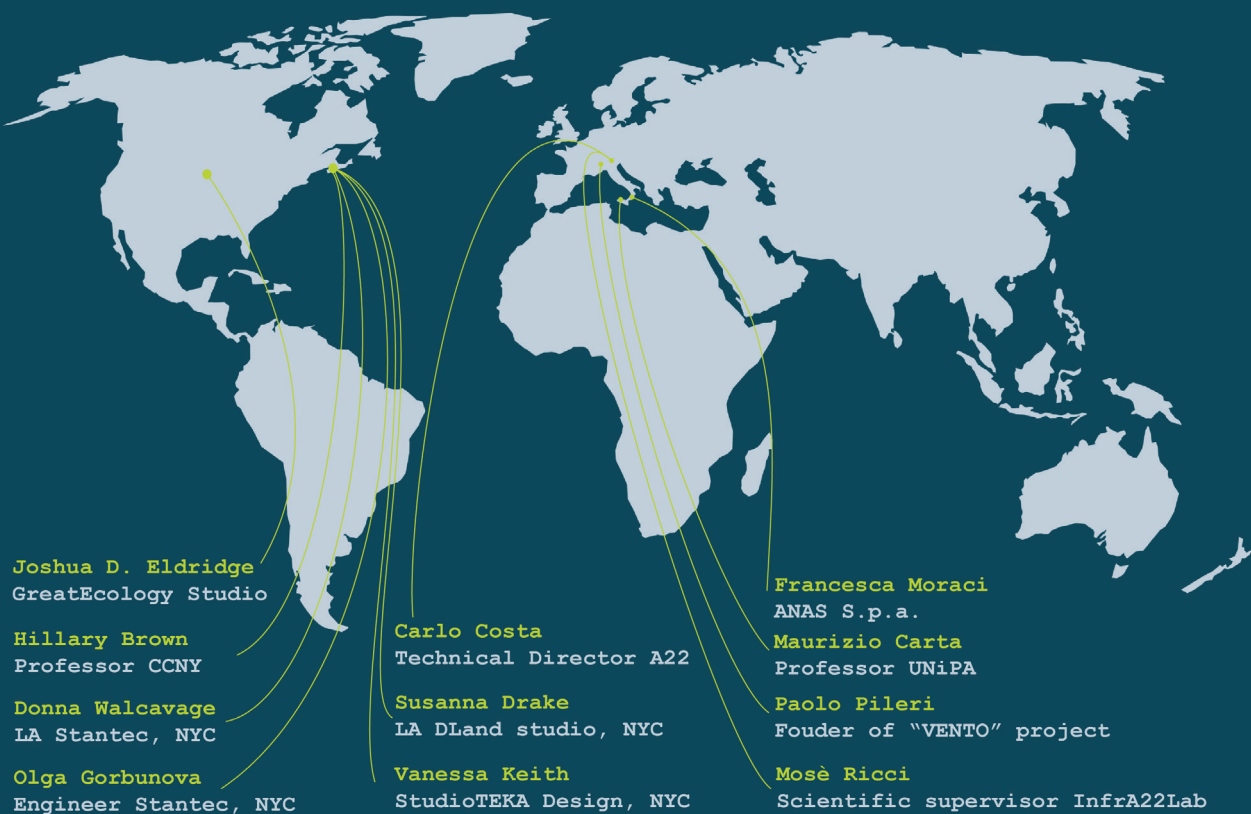 Joshua D. Eldridge
GreatEcology Studio
Hillary Brown
Professor CCNY
Donna Walcavage
LA Stantec, NYC
Olga Gorbunova
Engineer Stantec, NYC
Carlo Costa
Technical Director A22
Susanna Drake
LA DLand studio, NYC
Vanessa Keith
StudioTEKA Design, NYC
Francesca Moraci
ANAS S.p.a.
Maurizio Carta
Professor UNiPA
Paolo Pileri
Fouder of “VENTO” project
Mosè Ricci
Scientific supervisor InfrA22Lab